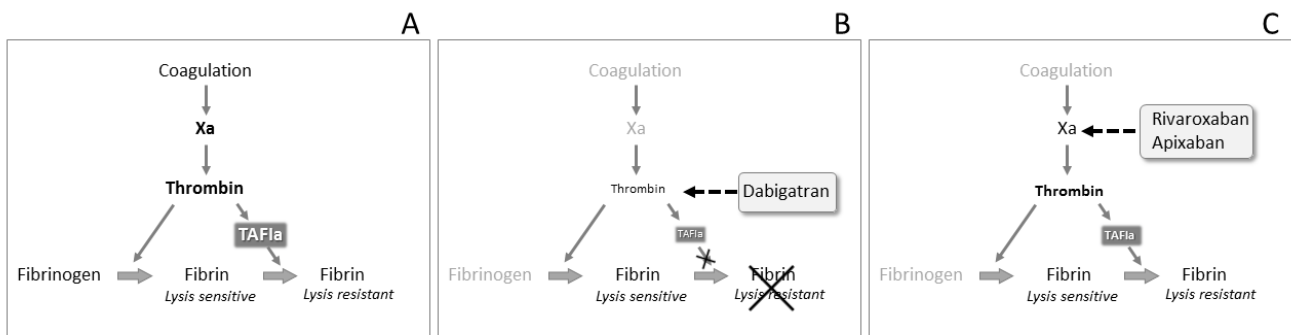 A
Coagulation
Xa
Thrombin
TAFIa
Fibrinogen
Fibrin
Lysis sensitive
Fibrin
Lysis resistant
B
Coagulation
Xa
Thrombin
Dabigatran
TAFIa
Fibrinogen
Fibrin
Lysis sensitive
Fibrin
Lysis resistant
C
Coagulation
Xa
Rivaroxaban
Apixaban
Thrombin
TAFIa
Fibrinogen
Fibrin
Lysis sensitive
Fibrin
Lysis resistant